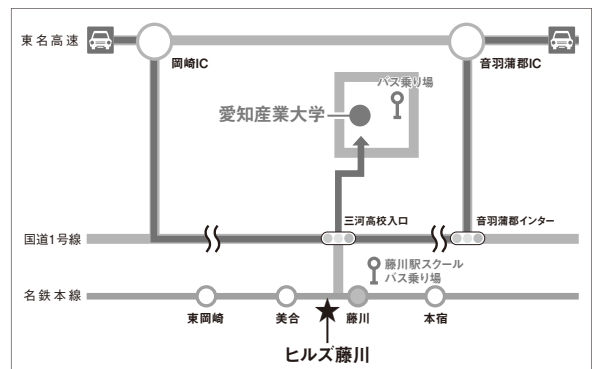 東名高速
岡崎IC
音羽蒲郡IC
バス乗り場
愛知産業大学
三河高校入口
音羽蒲郡インター
国道1号線
藤川駅スクール
バス乗り場
名鉄本線
東岡崎
美合
藤川
本宿
ヒルズ藤川